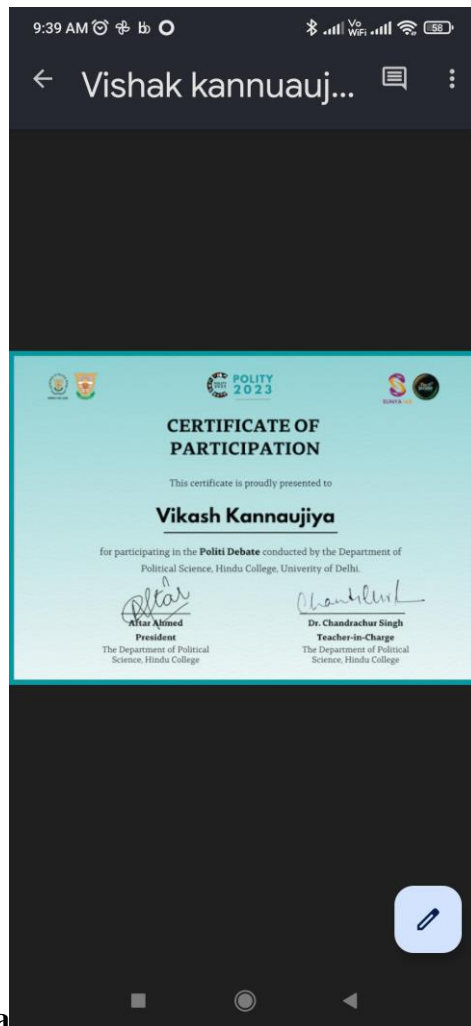 9:39 AM
Vo
WiFi
58
Vishak kannuauj...
POLITY
2023
CERTIFICATE OF
PARTICIPATION
This certificate is proudly presented to
Vikash Kannaujiya
for participating in the Politi Debate conducted by the Department of
Political Science, Hindu College, Univerity of Delhi.
Aftar Ahmed
President
The Department of Political
Science, Hindu College
Dr. Chandrachur Singh
Teacher-in-Charge
The Department of Political
Science, Hindu College
a